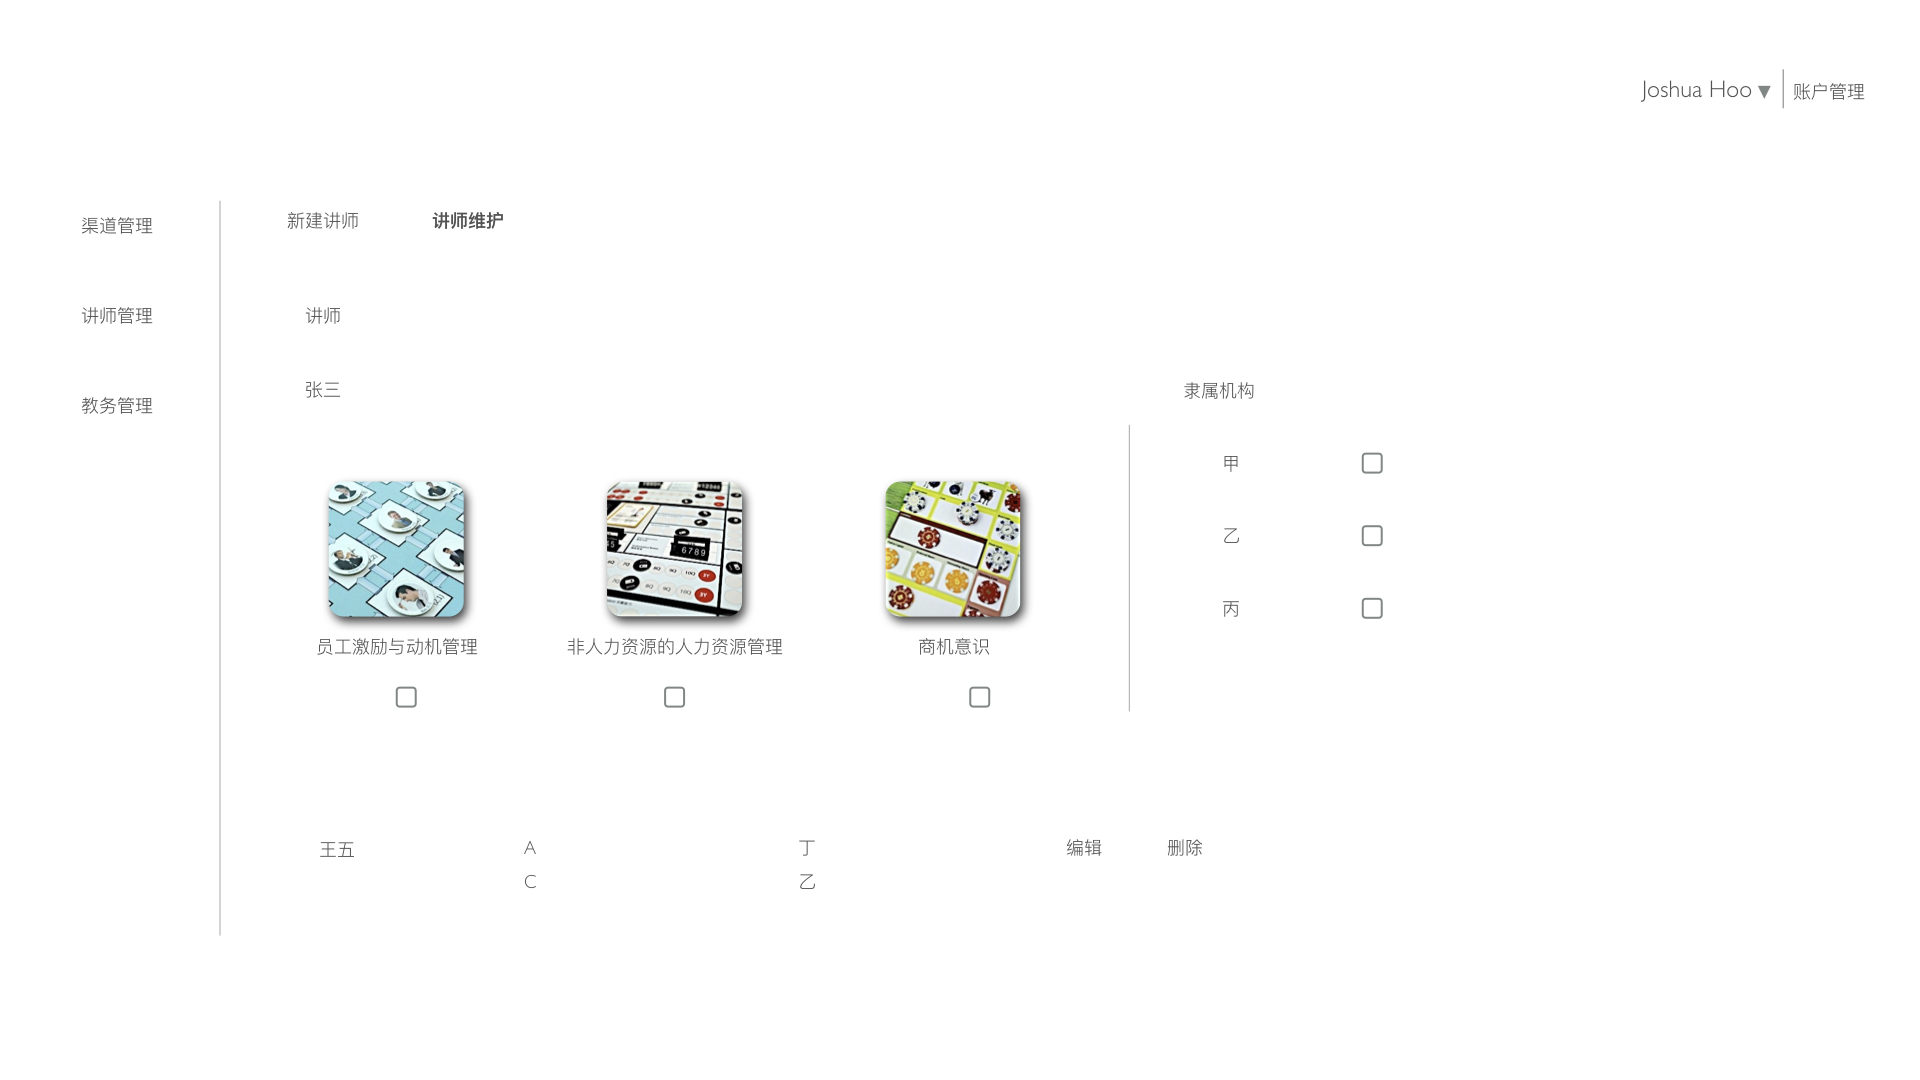 Joshua Hoo ▼ 账户管理
渠道管理
讲师管理
教务管理
新建讲师 讲师维护
讲师
张三
隶属机构
甲
乙
丙
6789
员工激励与动机管理 非人力资源的人力资源管理 商机意识
王五 A 丁 编辑 删除
C 乙